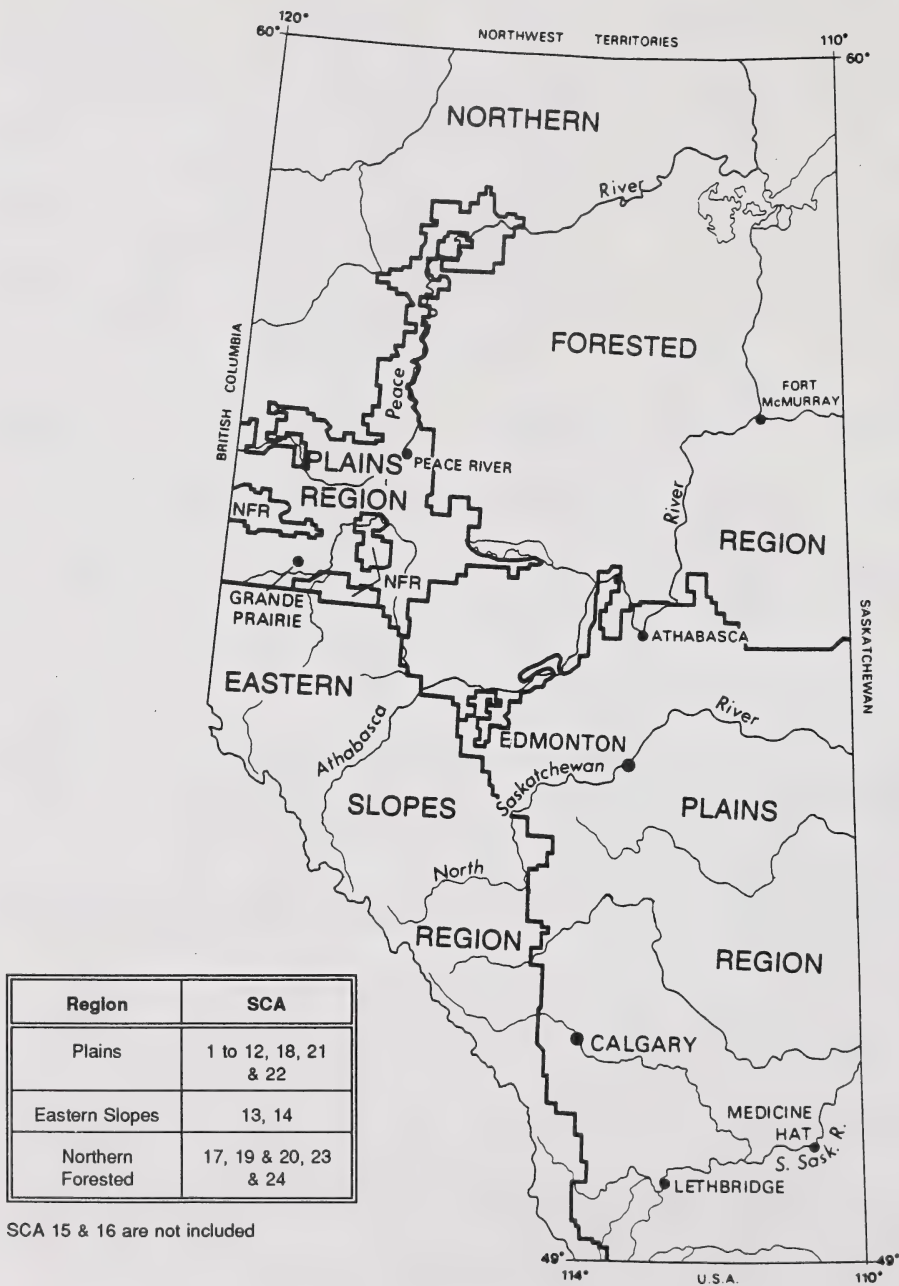 120°
60°
NORTHWEST TERRITORIES
110°
60°
NORTHERN
River
FORESTED
BRITISH COLUMBIA
Peace
FORT
McMURRAY
PLAINS
PEACE RIVER
REGION
NFR
River
REGION
NFR
GRANDE
PRAIRIE
ATHABASCA
SASKATCHEWAN
EASTERN
Athabasca
River
EDMONTON
Saskatchewan
SLOPES
PLAINS
North
REGION
REGION
CALGARY
MEDICINE
HAT
S. Sask. R.
LETHBRIDGE
49°
114°
U.S.A.
49°
110°
Region SCA
Plains 1 to 12, 18, 21
& 22
Eastern Slopes 13, 14
Northern
Forested 17, 19 & 20, 23
& 24
SCA 15 & 16 are not included